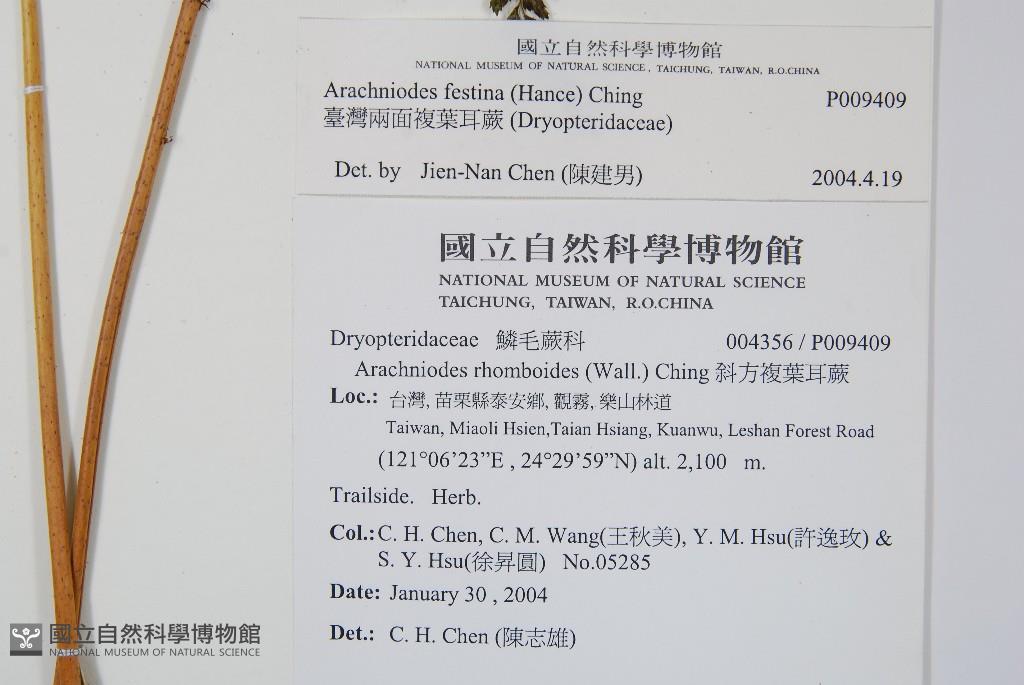 國立自然科學博物館
NATIONAL MUSEUM OF NATURAL SCIENCE, TAICHUNG, TAIWAN, R.O.CHINA
Arachniodes festina (Hance) Ching P009409
臺灣兩面複葉耳蕨 (Dryopteridaceae)
Det. by Jien-Nan Chen (陳建男) 2004.4.19
國立自然科學博物館
NATIONAL MUSEUM OF NATURAL SCIENCE
TAICHUNG, TAIWAN, R.O.CHINA
Dryopteridaceae 鱗毛蕨科 004356 / P009409
Arachniodes rhomboides (Wall.) Ching 斜方複葉耳蕨
Loc.: 台灣, 苗栗縣泰安鄉, 觀霧, 樂山林道
Taiwan, Miaoli Hsien,Taian Hsiang, Kuanwu, Leshan Forest Road
(121°06’23”E , 24°29’59”N) alt. 2,100 m.
Trailside. Herb.
Col.: C. H. Chen, C. M. Wang(王秋美), Y. M. Hsu(許逸玫) &
S. Y. Hsu(徐昇圓) No.05285
Date: January 30 , 2004
Det.: C. H. Chen (陳志雄)
國立自然科學博物館
NATIONAL MUSEUM OF NATURAL SCIENCE